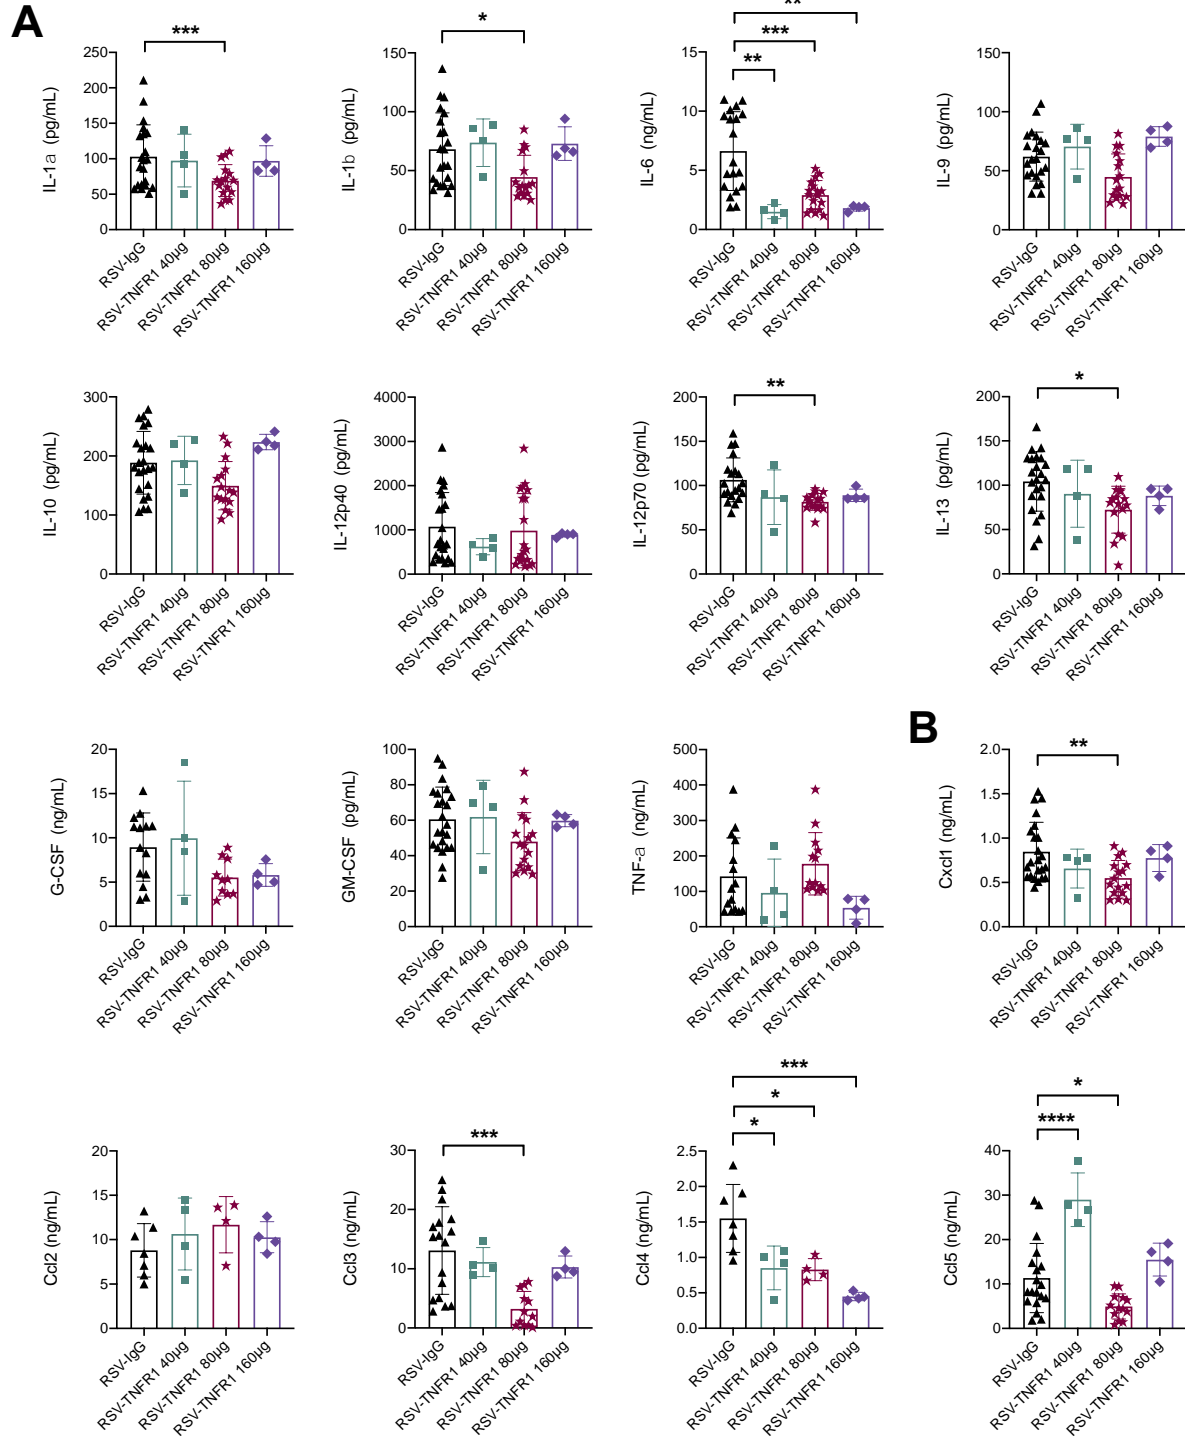 A
**
***
*
***
**
250
200
150
100
50
0
IL-1a (pg/mL)
RSV-IgG
RSV-TNFR1 40µg
RSV-TNFR1 80µg
RSV-TNFR1 160µg
150
100
50
0
IL-1b (pg/mL)
RSV-IgG
RSV-TNFR1 40µg
RSV-TNFR1 80µg
RSV-TNFR1 160µg
15
10
5
0
IL-6 (ng/mL)
RSV-IgG
RSV-TNFR1 40µg
RSV-TNFR1 80µg
RSV-TNFR1 160µg
150
100
50
0
IL-9 (pg/mL)
RSV-IgG
RSV-TNFR1 40µg
RSV-TNFR1 80µg
RSV-TNFR1 160µg
300
200
100
0
IL-10 (pg/mL)
RSV-IgG
RSV-TNFR1 40µg
RSV-TNFR1 80µg
RSV-TNFR1 160µg
4000
3000
2000
1000
0
IL-12p40 (pg/mL)
RSV-IgG
RSV-TNFR1 40µg
RSV-TNFR1 80µg
RSV-TNFR1 160µg
**
200
150
100
50
0
IL-12p70 (pg/mL)
RSV-IgG
RSV-TNFR1 40µg
RSV-TNFR1 80µg
RSV-TNFR1 160µg
*
200
150
100
50
0
IL-13 (pg/mL)
RSV-IgG
RSV-TNFR1 40µg
RSV-TNFR1 80µg
RSV-TNFR1 160µg
20
15
10
5
0
G-CSF (ng/mL)
RSV-IgG
RSV-TNFR1 40µg
RSV-TNFR1 80µg
RSV-TNFR1 160µg
100
80
60
40
20
0
GM-CSF (pg/mL)
RSV-IgG
RSV-TNFR1 40µg
RSV-TNFR1 80µg
RSV-TNFR1 160µg
500
400
300
200
100
0
TNF-a (ng/mL)
RSV-IgG
RSV-TNFR1 40µg
RSV-TNFR1 80µg
RSV-TNFR1 160µg
B
**
2.0
1.5
1.0
0.5
0.0
Cxcl1 (ng/mL)
RSV-IgG
RSV-TNFR1 40µg
RSV-TNFR1 80µg
RSV-TNFR1 160µg
20
15
10
5
0
Ccl2 (ng/mL)
RSV-IgG
RSV-TNFR1 40µg
RSV-TNFR1 80µg
RSV-TNFR1 160µg
***
30
20
10
0
Ccl3 (ng/mL)
RSV-IgG
RSV-TNFR1 40µg
RSV-TNFR1 80µg
RSV-TNFR1 160µg
***
*
*
2.5
2.0
1.5
1.0
0.5
0.0
Ccl4 (ng/mL)
RSV-IgG
RSV-TNFR1 40µg
RSV-TNFR1 80µg
RSV-TNFR1 160µg
*
****
40
30
20
10
0
Ccl5 (ng/mL)
RSV-IgG
RSV-TNFR1 40µg
RSV-TNFR1 80µg
RSV-TNFR1 160µg